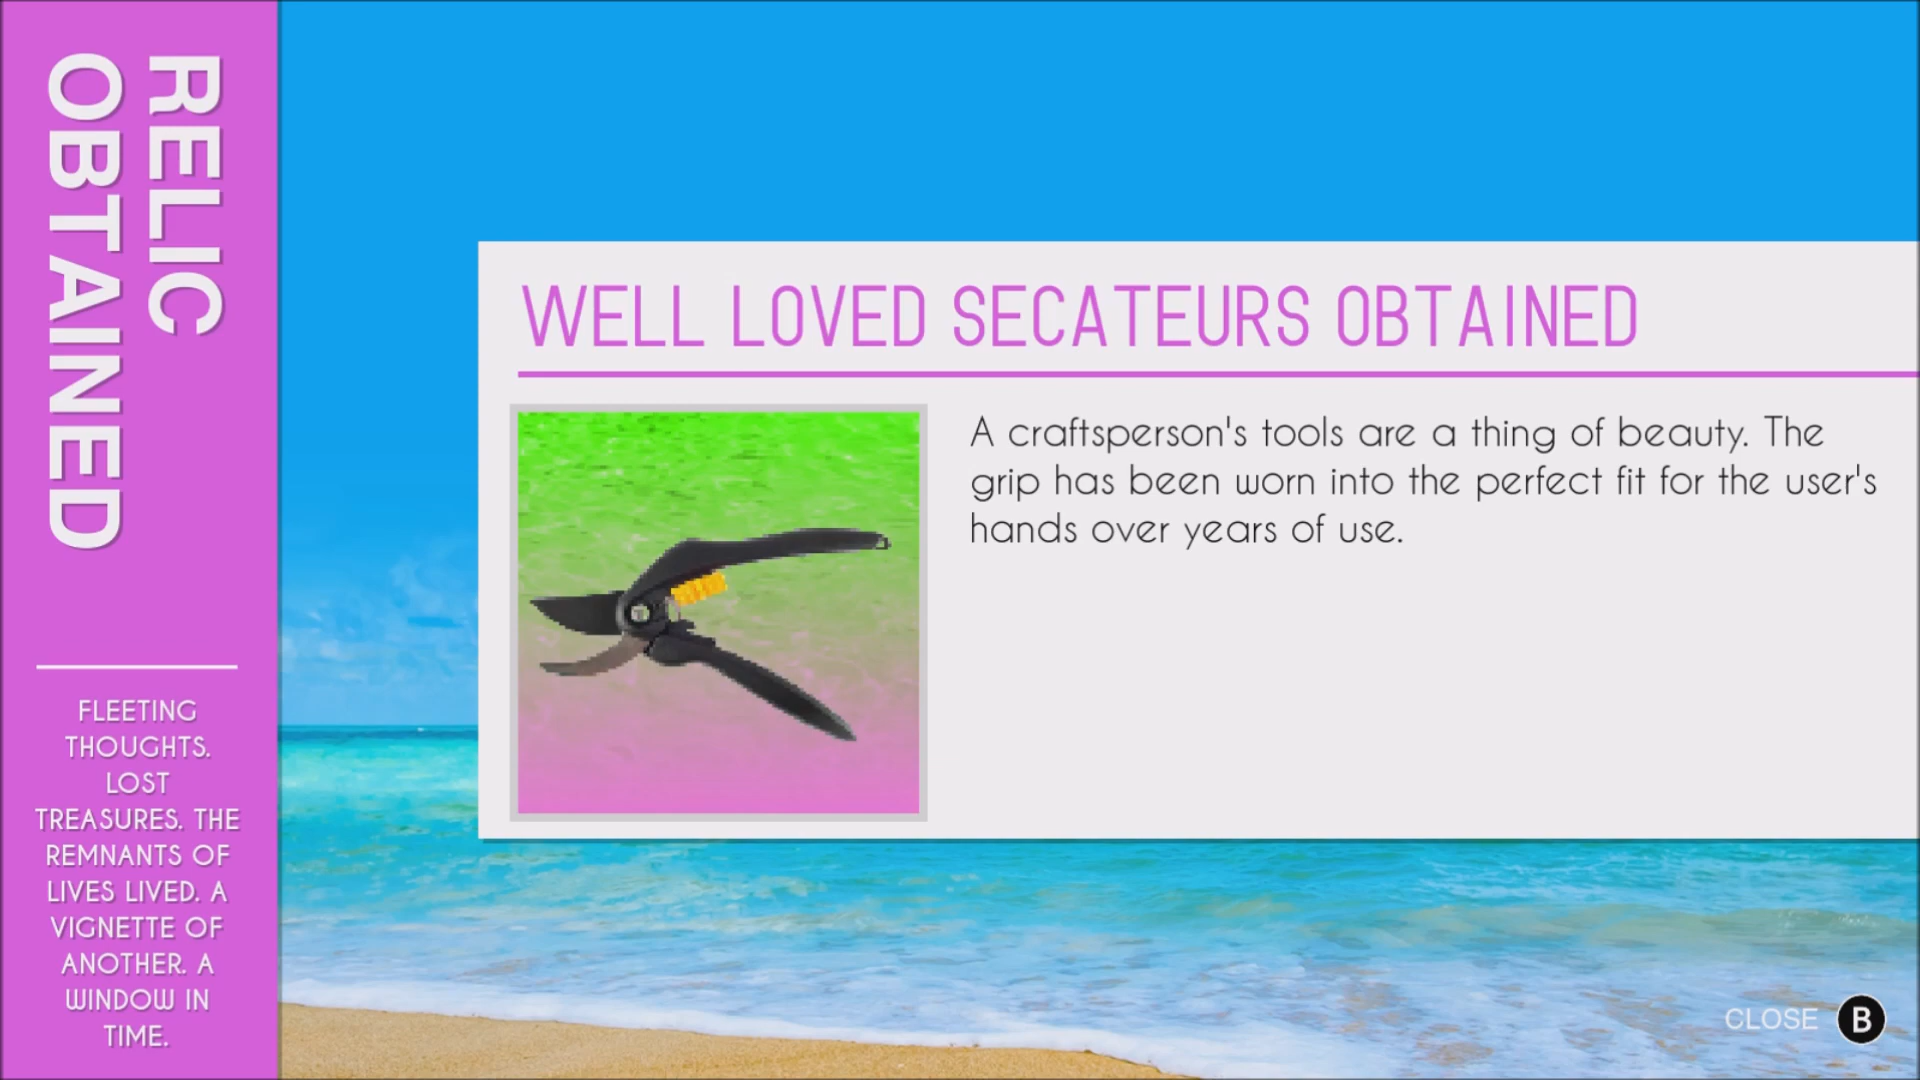 RELIC
OBTAINED
FLEETING
THOUGHTS.
LOST
TREASURES. THE
REMNANTS OF
LIVES LIVED. A
VIGNETTE OF
ANOTHER. A
WINDOW IN
TIME.
WELL LOVED SECATEURS OBTAINED
A craftsperson's tools are a thing of beauty. The
grip has been worn into the perfect fit for the user's
hands over years of use.
CLOSE B